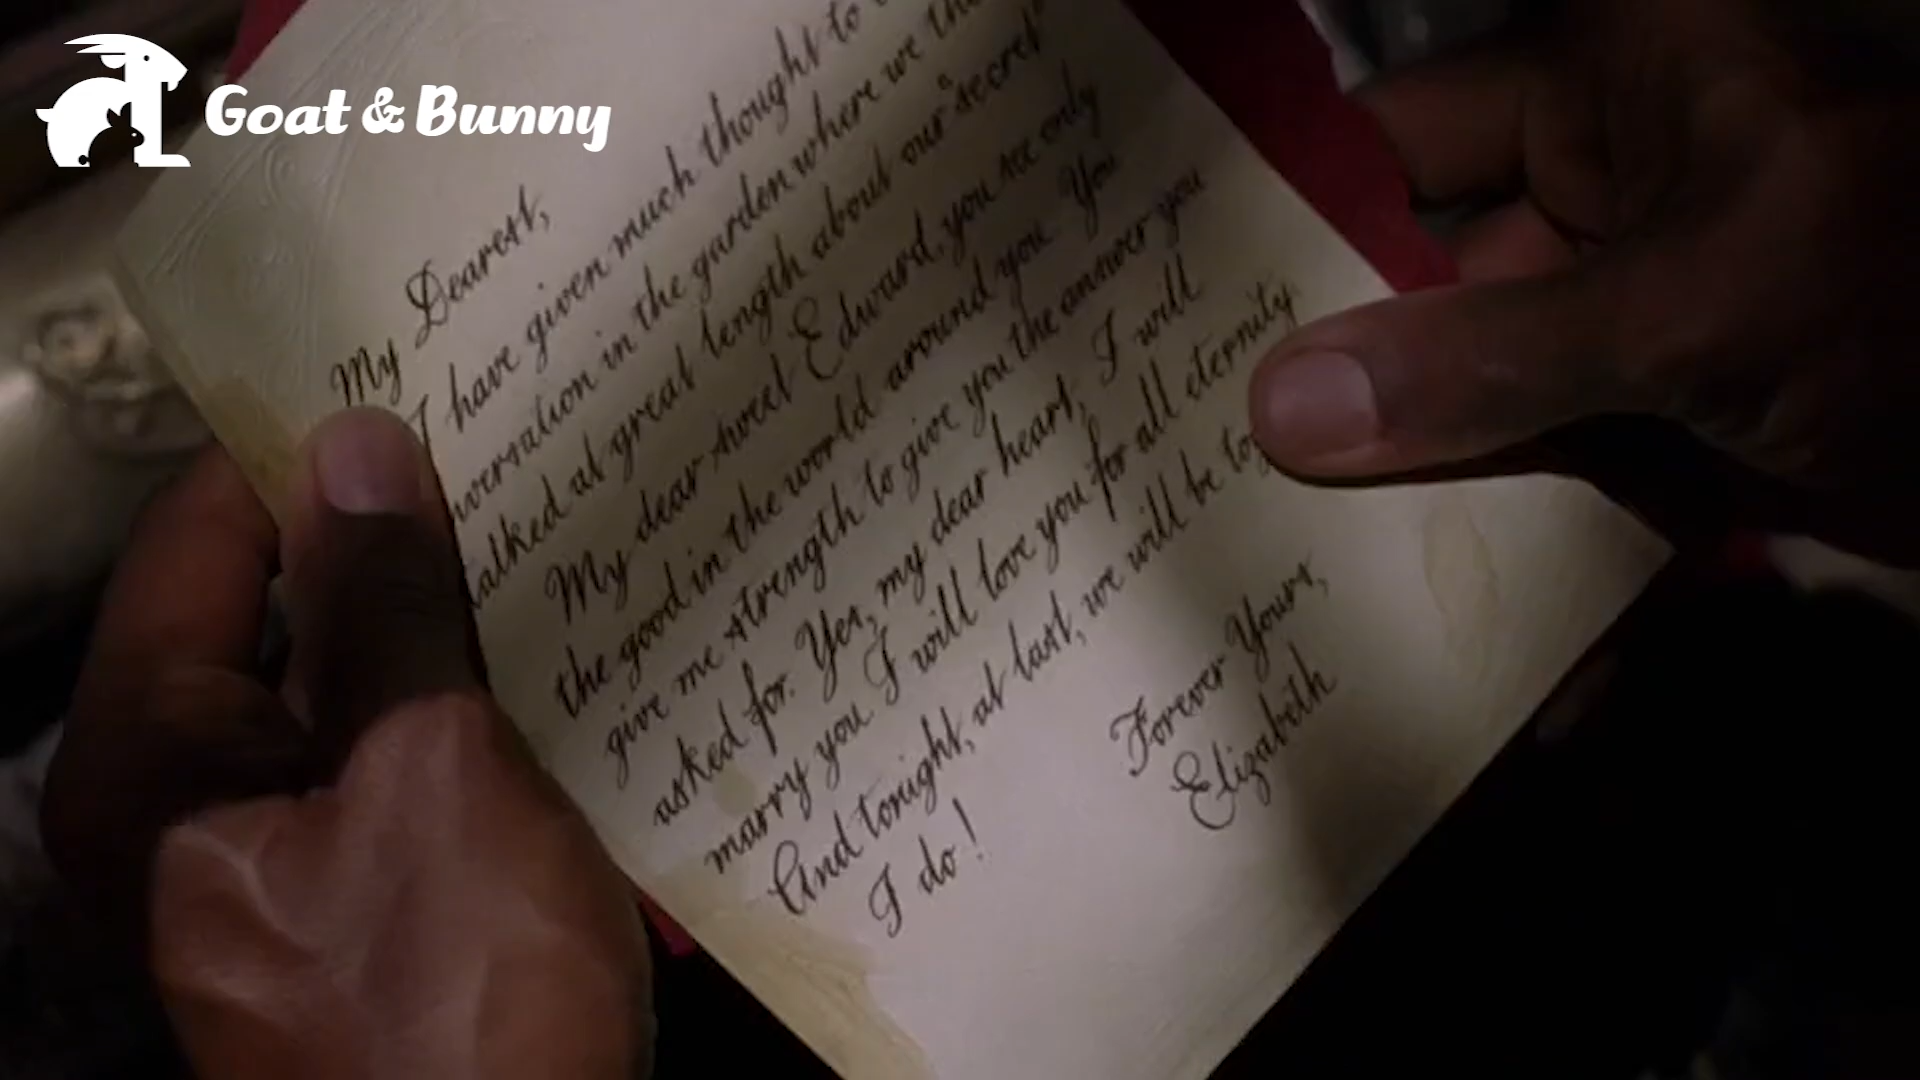 Goat & Bunny
My Dearest,
I have given much thought to
nversation in the garden where we
talked at great length about our "secret"
My dear sweet Edward, you see only
the good in the world around you. You
give me strength to give you the answer you
asked for. Yes, my dear heart, I will
marry you. I will love you for all eternity
And tonight, at last, we will be
I do!
Forever Yours,
Elizabeth